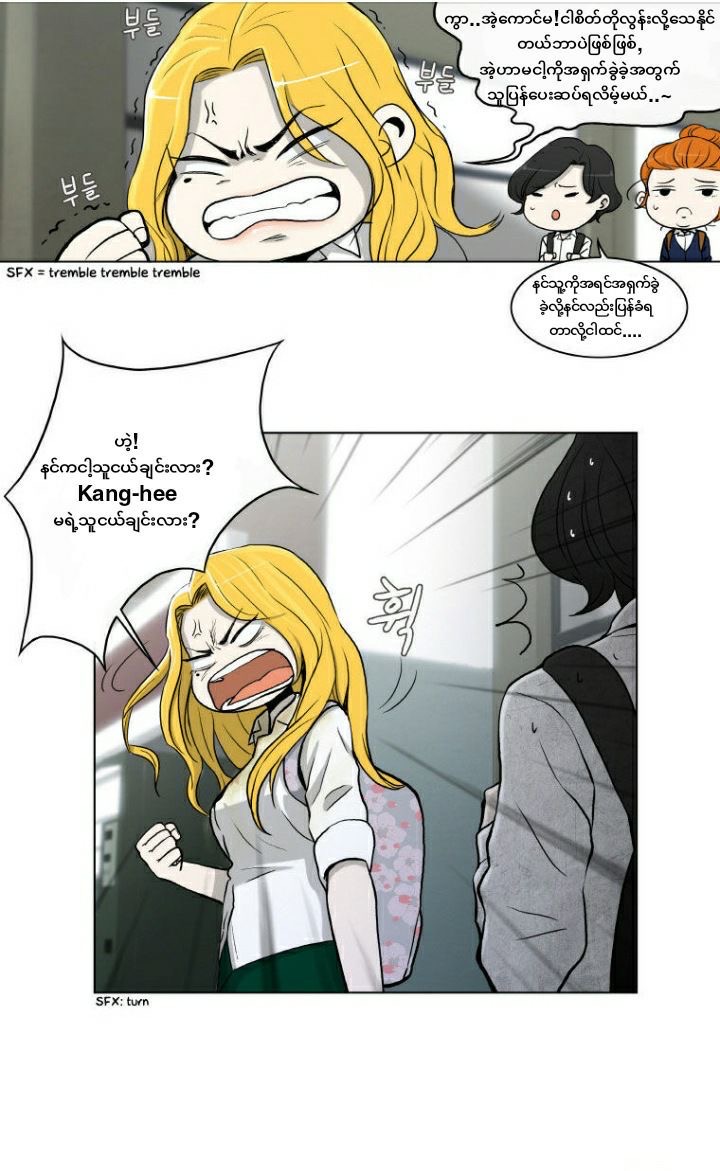 부들
ကွာ..အဲ့ကောင်မ!ငါစိတ်တိုလွန်းလို့သေနိုင်
တယ်ဘာပဲဖြစ်ဖြစ်,
အဲ့ဟာမငါ့ကိုအရှက်ခွဲခဲ့အတွက်
သူပြန်ပေးဆပ်ရလိမ့်မယ်..~
부들
부들
SFX = tremble tremble tremble
နင်သူ့ကိုအရင်အရှက်ခွဲ
ခဲ့လို့နင်လည်းပြန်ခံရ
တာလို့ငါထင်....
ဟဲ့!
နင်ကငါ့သူငယ်ချင်းလား?
Kang-hee
မရဲ့သူငယ်ချင်းလား?
휙
SFX: turn